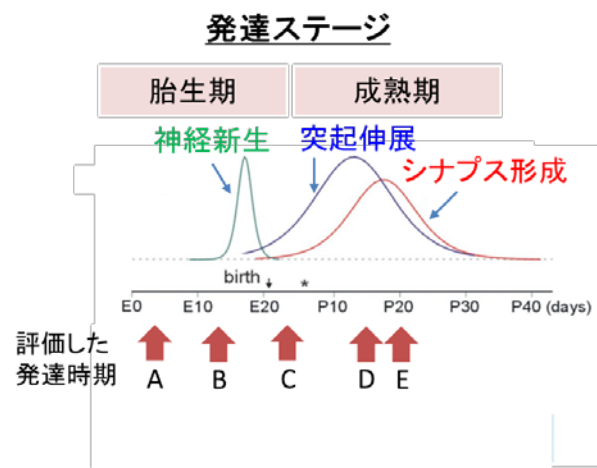 発達ステージ
胎生期 成熟期
神経新生 突起伸展
シナプス形成
birth *
E0 E10 E20 P10 P20 P30 P40 (days)
評価した
発達時期 A B C D E